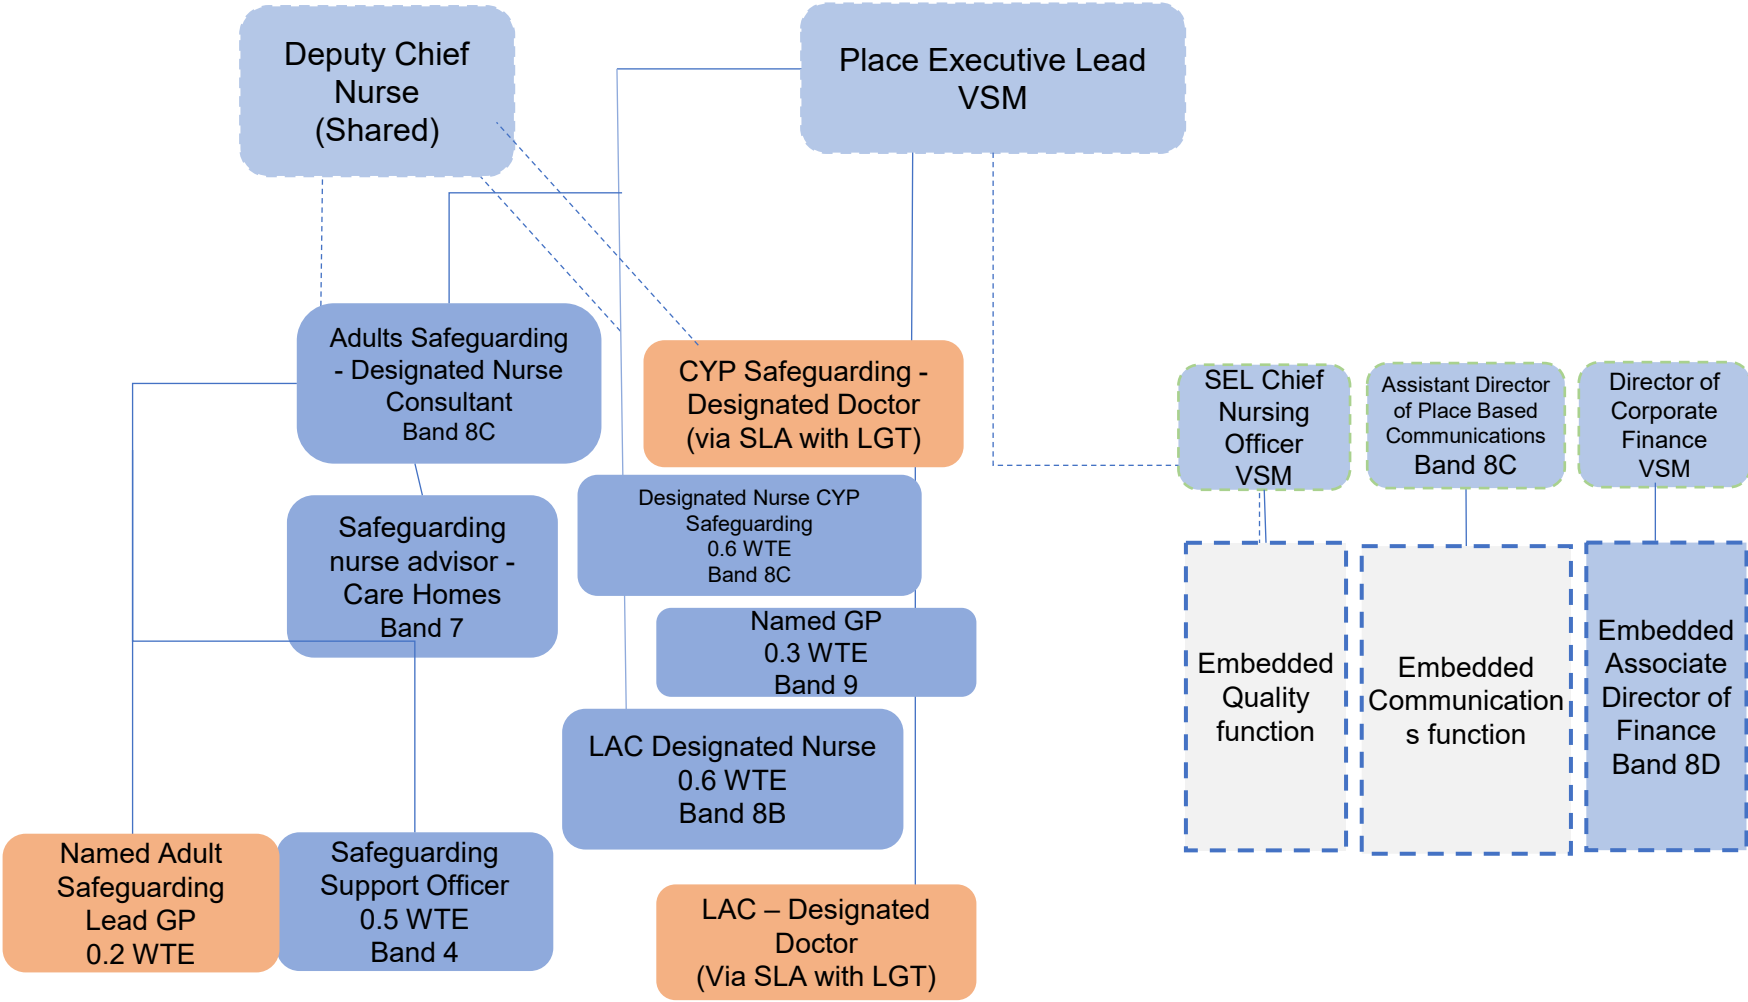 Deputy Chief
Nurse
(Shared)
Place Executive Lead
VSM
Adults Safeguarding
- Designated Nurse
Consultant
Band 8C
CYP Safeguarding -
Designated Doctor
(via SLA with LGT)
SEL Chief
Nursing
Officer
VSM
Assistant Director
of Place Based
Communications
Band 8C
Director of
Corporate
Finance
VSM
Safeguarding
nurse advisor -
Care Homes
Band 7
Designated Nurse CYP
Safeguarding
0.6 WTE
Band 8C
Named GP
0.3 WTE
Band 9
Embedded
Quality
function
Embedded
Communication
s function
Embedded
Associate
Director of
Finance
Band 8D
LAC Designated Nurse
0.6 WTE
Band 8B
Named Adult
Safeguarding
Lead GP
0.2 WTE
Safeguarding
Support Officer
0.5 WTE
Band 4
LAC – Designated
Doctor
(Via SLA with LGT)